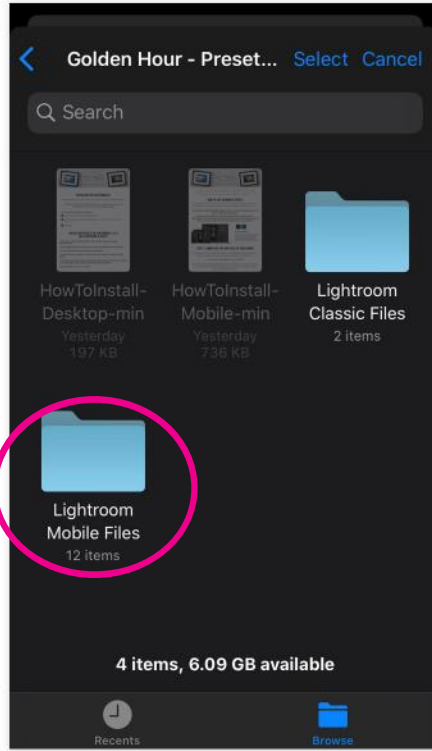 Golden Hour - Preset... Select Cancel
Search
HowToInstall-
Desktop-min
Yesterday
197 KB
HowToInstall-
Mobile-min
Yesterday
736 KB
Lightroom
Classic Files
2 items
Lightroom
Mobile Files
12 items
4 items, 6.09 GB available
Recents
Browse